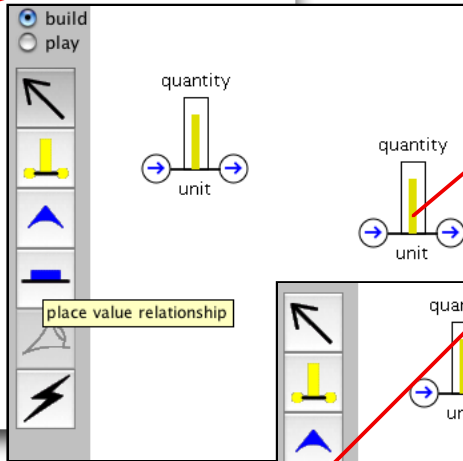 build
play
quantity
unit
quantity
unit
place value relationship